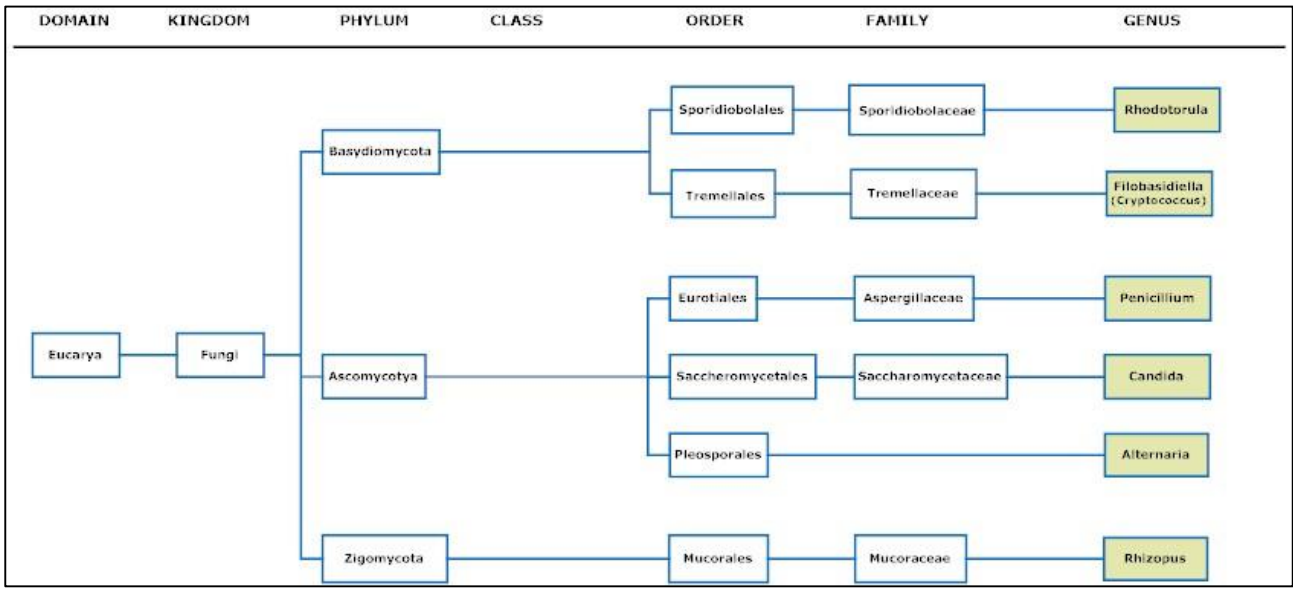 DOMAIN KINGDOM PHYLUM CLASS ORDER FAMILY GENUS
Sporidiobolales Sporidiobolaceae Rhodotorula
Basydiomycota
Tremellales Tremellaceae Filobasidiella
(Cryptococcus)
Eurotiales Aspergillaceae Penicillium
Eucarya Fungi
Ascomycotya Saccheromycetales Saccharomycetaceae Candida
Pleosporales Alternaria
Zigomycota Mucorales Mucoraceae Rhizopus